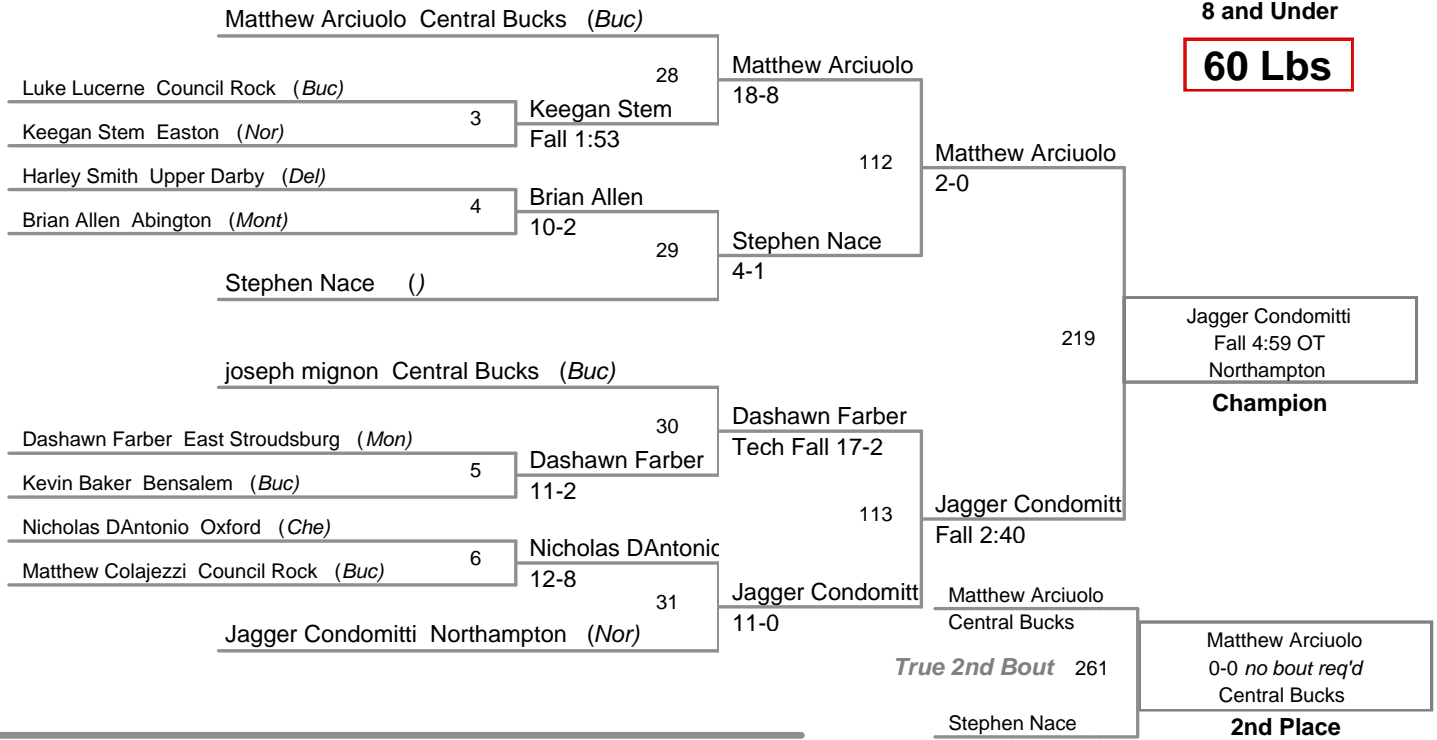 8 and Under
60 Lbs
Matthew Arciuolo Central Bucks (Buc)
28
Matthew Arciuolo
18-8
Luke Lucerne Council Rock (Buc)
3
Keegan Stem
Fall 1:53
Keegan Stem Easton (Nor)
112
Matthew Arciuolo
2-0
Harley Smith Upper Darby (Del)
4
Brian Allen
10-2
Brian Allen Abington (Mont)
29
Stephen Nace
4-1
Stephen Nace ()
219
Jagger Condomitti
Fall 4:59 OT
Northampton
Champion
joseph mignon Central Bucks (Buc)
30
Dashawn Farber
Tech Fall 17-2
Dashawn Farber East Stroudsburg (Mon)
5
Dashawn Farber
11-2
Kevin Baker Bensalem (Buc)
113
Jagger Condomitt
Fall 2:40
Nicholas DAntonio Oxford (Che)
6
Nicholas DAntonio
12-8
Matthew Colajezzi Council Rock (Buc)
31
Jagger Condomitt
11-0
Jagger Condomitti Northampton (Nor)
Matthew Arciuolo
Central Bucks
True 2nd Bout 261
Stephen Nace
Matthew Arciuolo
0-0 no bout req'd
Central Bucks
2nd Place